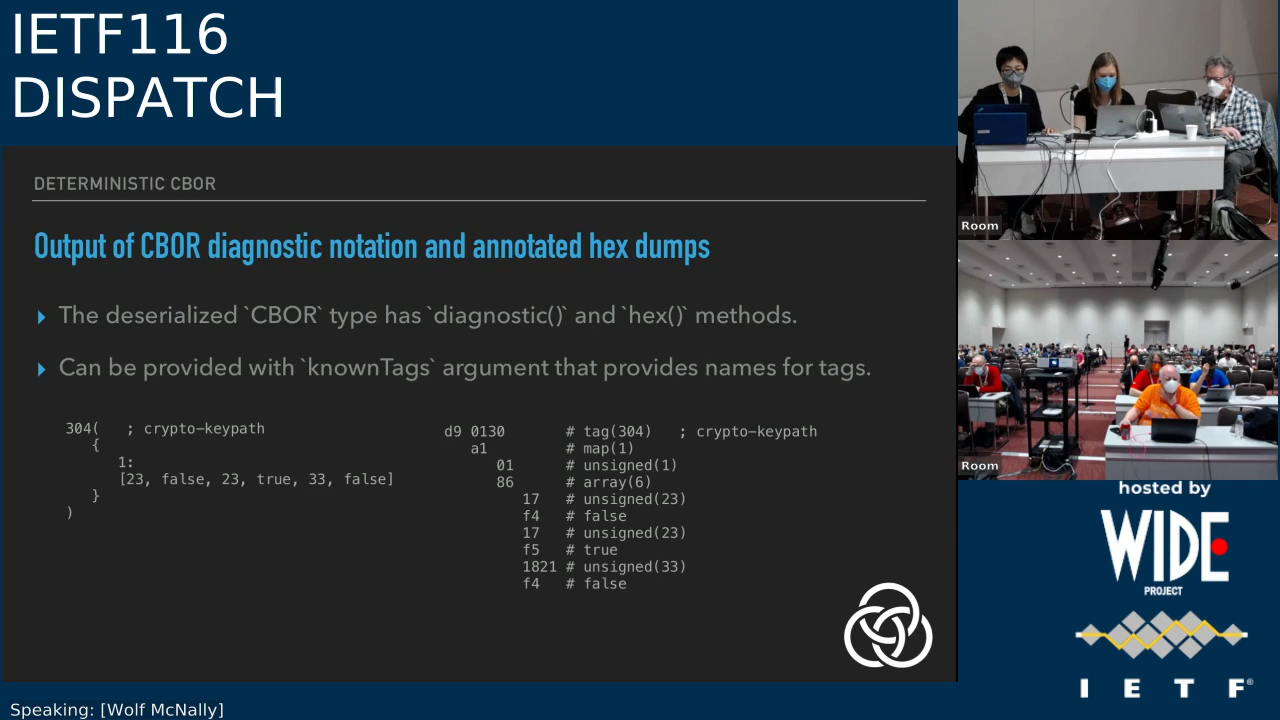 IETF116
DISPATCH
DETERMINISTIC CBOR
Output of CBOR diagnostic notation and annotated hex dumps
The deserialized `CBOR` type has `diagnostic()` and `hex()` methods.
Can be provided with `knownTags` argument that provides names for tags.
304(   ; crypto-keypath
{
1:
[23, false, 23, true, 33, false]
}
)
d9 0130 # tag(304)   ; crypto-keypath
a1 # map(1)
01 # unsigned(1)
86 # array(6)
17 # unsigned(23)
f4 # false
17 # unsigned(23)
f5 # true
1821 # unsigned(33)
f4 # false
Room
Room
hosted by
WIDE
PROJECT
I E T F®
Speaking: [Wolf McNally]